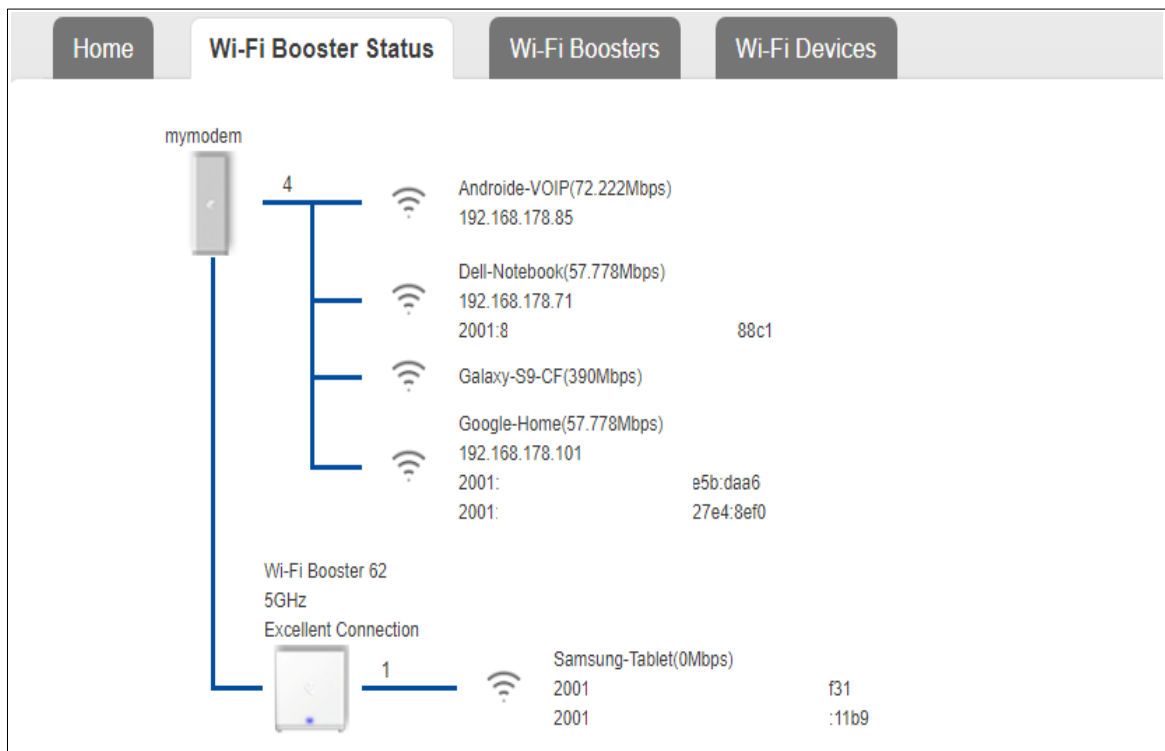 Home
Wi-Fi Booster Status
Wi-Fi Boosters
Wi-Fi Devices
mymodem
4
Androide-VOIP(72.222Mbps)
192.168.178.85
Dell-Notebook(57.778Mbps)
192.168.178.71
2001:8 88c1
Galaxy-S9-CF(390Mbps)
Google-Home(57.778Mbps)
192.168.178.101
2001: e5b:daa6
2001: 27e4:8ef0
Wi-Fi Booster 62
5GHz
Excellent Connection
1
Samsung-Tablet(0Mbps)
2001 f31
2001 :11b9